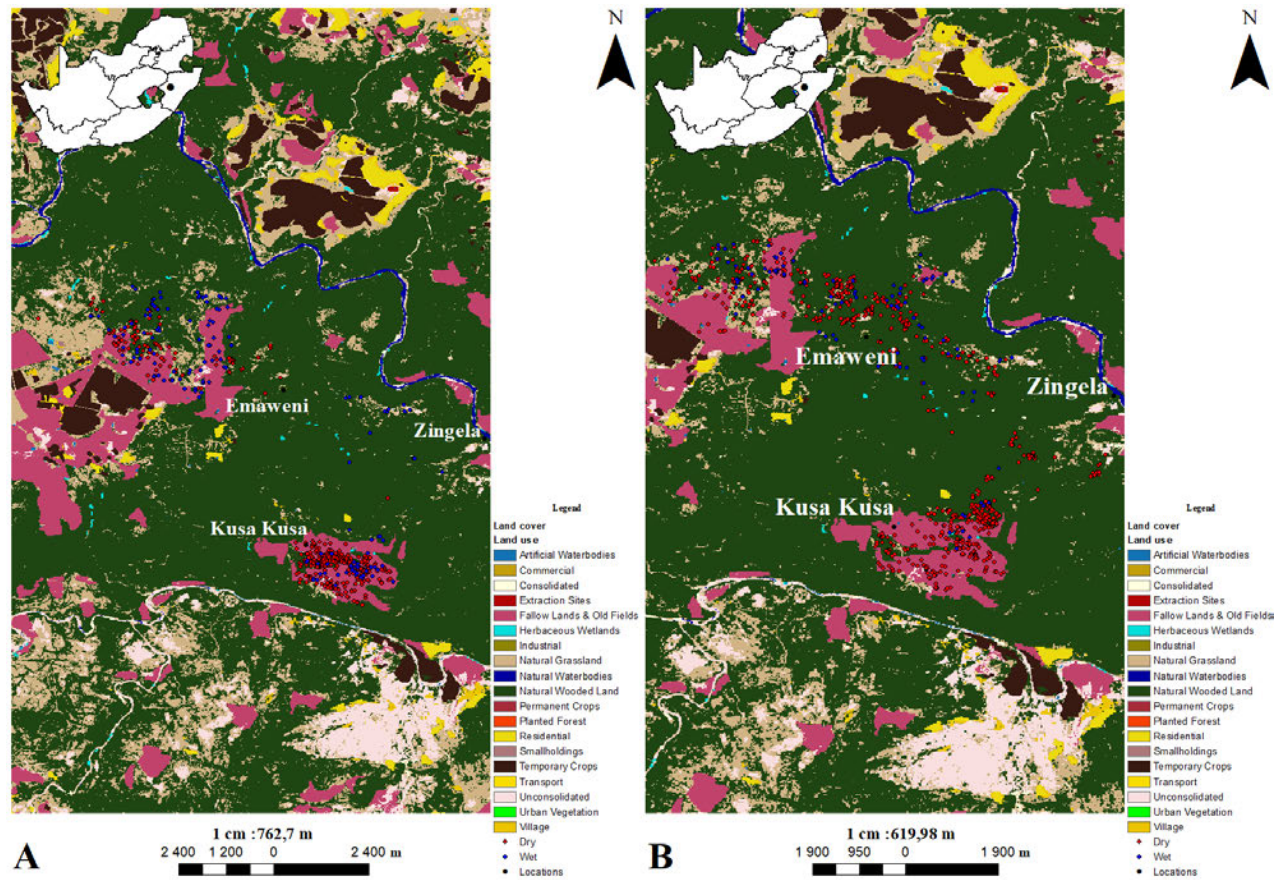 N
Emaweni
Zingela
Kusa Kusa
Legend
Land cover
Land use
Artificial Waterbodies
Commercial
Consolidated
Extraction Sites
Fallow Lands & Old Fields
Herbaceous Wetlands
Industrial
Natural Grassland
Natural Waterbodies
Natural Wooded Land
Permanent Crops
Planted Forest
Residential
Smallholdings
Temporary Crops
Transport
Unconsolidated
Urban Vegetation
Village
Dry
Wet
Locations
1 cm :762,7 m
2 400 1 200 0 2 400 m
A
N
Emaweni
Zingela
Kusa Kusa
Legend
Land cover
Land use
Artificial Waterbodies
Commercial
Consolidated
Extraction Sites
Fallow Lands & Old Fields
Herbaceous Wetlands
Industrial
Natural Grassland
Natural Waterbodies
Natural Wooded Land
Permanent Crops
Planted Forest
Residential
Smallholdings
Temporary Crops
Transport
Unconsolidated
Urban Vegetation
Village
Dry
Wet
Locations
1 cm :619,98 m
1 900 950 0 1 900 m
B